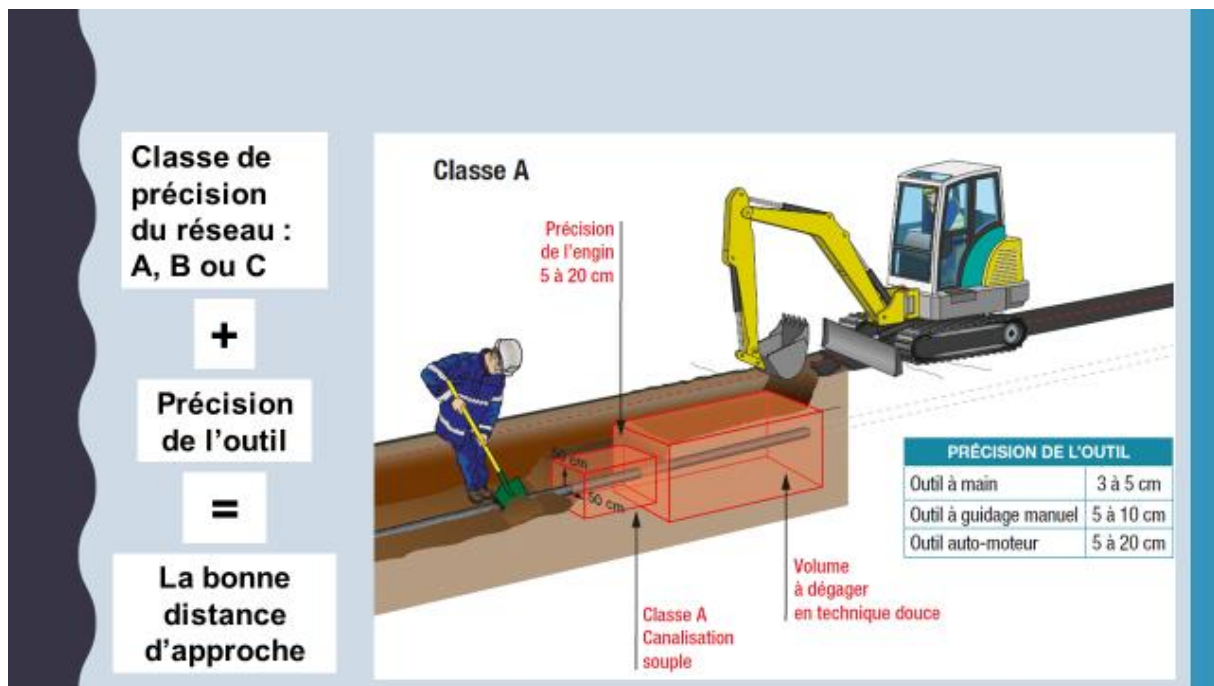 Classe de
précision
du réseau :
A, B ou C
+
Précision
de l'outil
=
La bonne
distance
d'approche
Classe A
Précision
de l'engin
5 à 20 cm
50 cm
50 cm
Classe A
Canalisation
souple
Volume
à dégager
en technique douce
PRÉCISION DE L'OUTIL
Outil à main 3 à 5 cm
Outil à guidage manuel 5 à 10 cm
Outil auto-moteur 5 à 20 cm